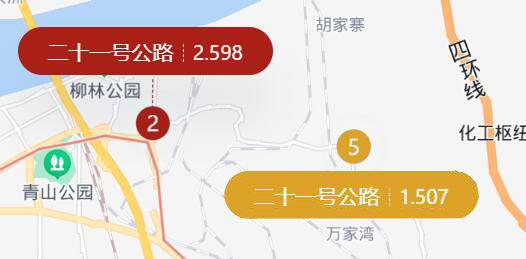 胡家寨
二十一号公路 2.598
四环线
柳林公园
2
化工枢纽
5
青山公园
二十一号公路 1.507
万家湾